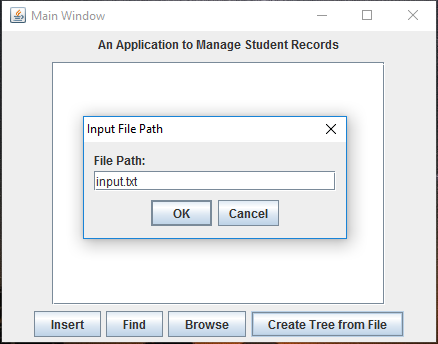 Main Window
An Application to Manage Student Records
Input File Path
File Path:
input.txt
OK Cancel
Insert Find Browse Create Tree from File